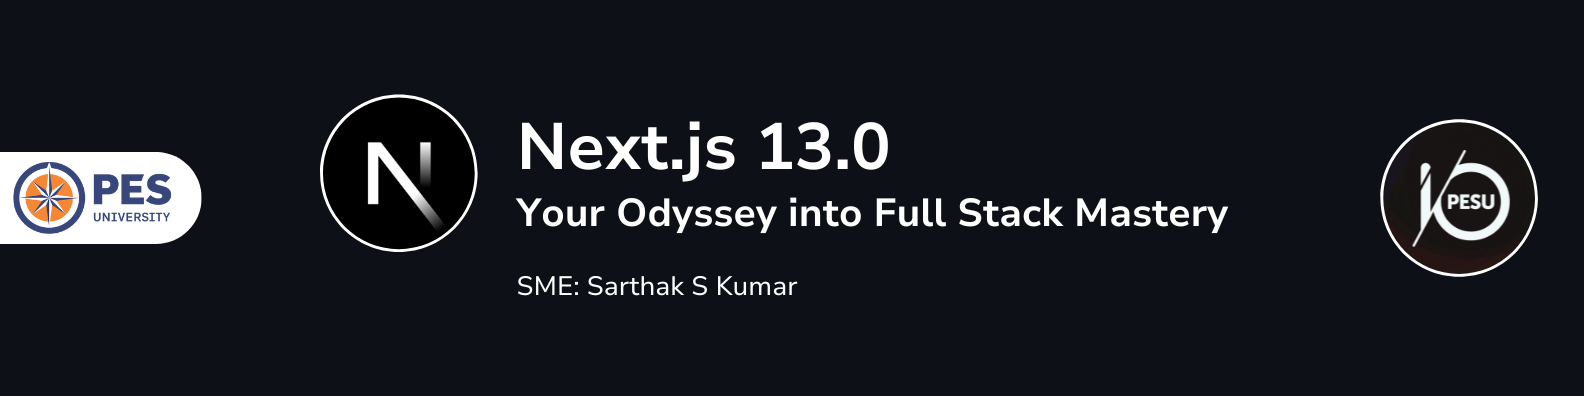 PES
UNIVERSITY
N
Next.js 13.0
Your Odyssey into Full Stack Mastery
SME: Sarthak S Kumar
PESU